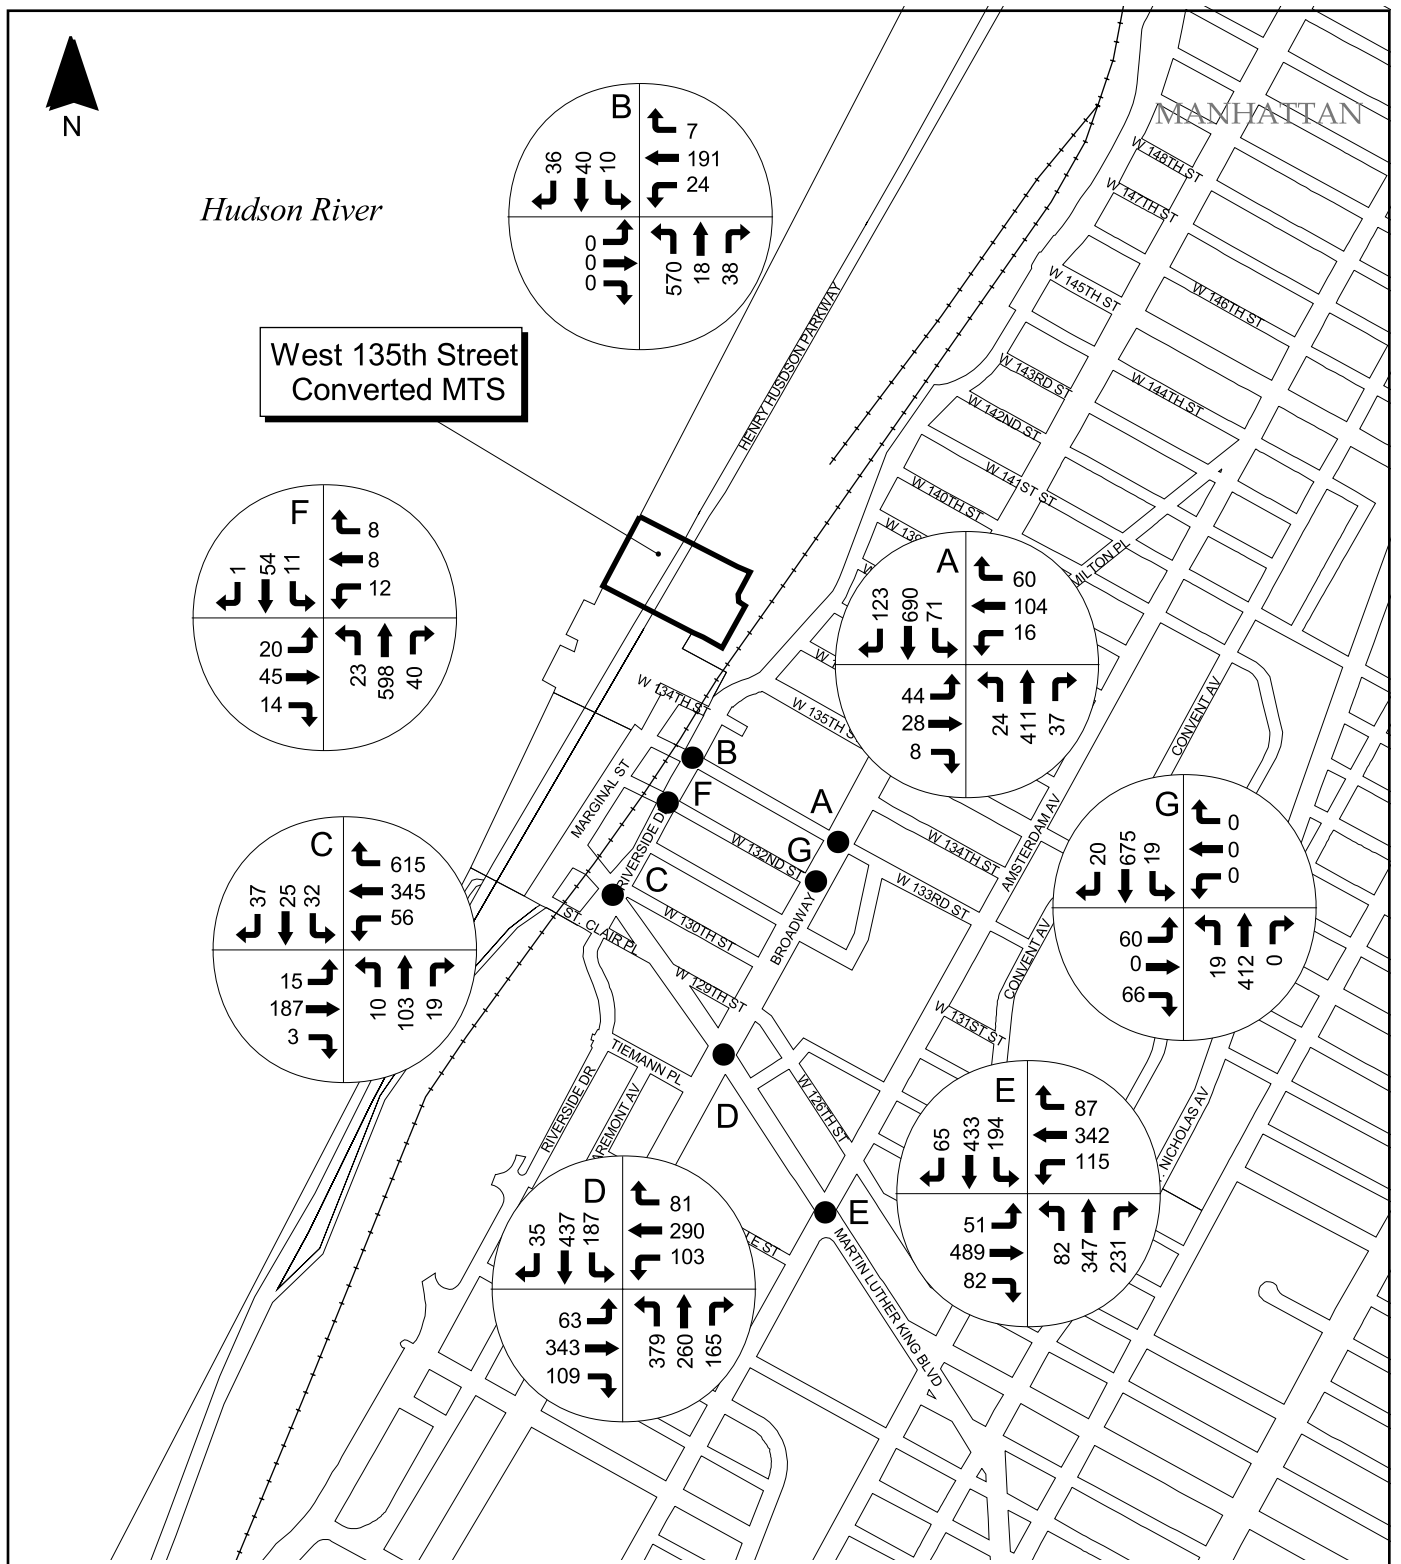 N
MANHATTAN
Hudson River
West 135th Street
Converted MTS
B
7
191
24
36
40
10
0
0
0
570
18
38
F
8
8
12
1
54
11
20
45
14
23
598
40
A
60
104
16
123
690
71
44
28
8
24
411
37
G
0
0
0
20
675
19
60
0
66
19
412
0
C
615
345
56
37
25
32
15
187
3
10
103
19
E
87
342
115
65
433
194
51
489
82
82
347
231
D
81
290
103
35
437
187
63
343
109
379
260
165
W 148TH ST
W 147TH ST
W 145TH ST
W 146TH ST
W 143RD ST
W 144TH ST
W 142ND ST
W 141ST ST
W 140TH ST
W 139
MILTON PL
HENRY HUSDSON PARKWAY
W 134TH ST
W 135TH S
CONVENT AV
MARGINAL ST
B
F
A
G
C
D
E
RIVERSIDE D
W 132ND ST
W 134TH ST
W 133RD ST
AMSTERDAM AV
BROADWAY
W 130TH ST
ST. CLAIR PL
W 129TH ST
CONVENT AV
W 131ST ST
TIEMANN PL
RIVERSIDE DR
AREMONT AV
W 126TH ST
NICHOLAS AV
LE ST
MARTIN LUTHER KING BLVD